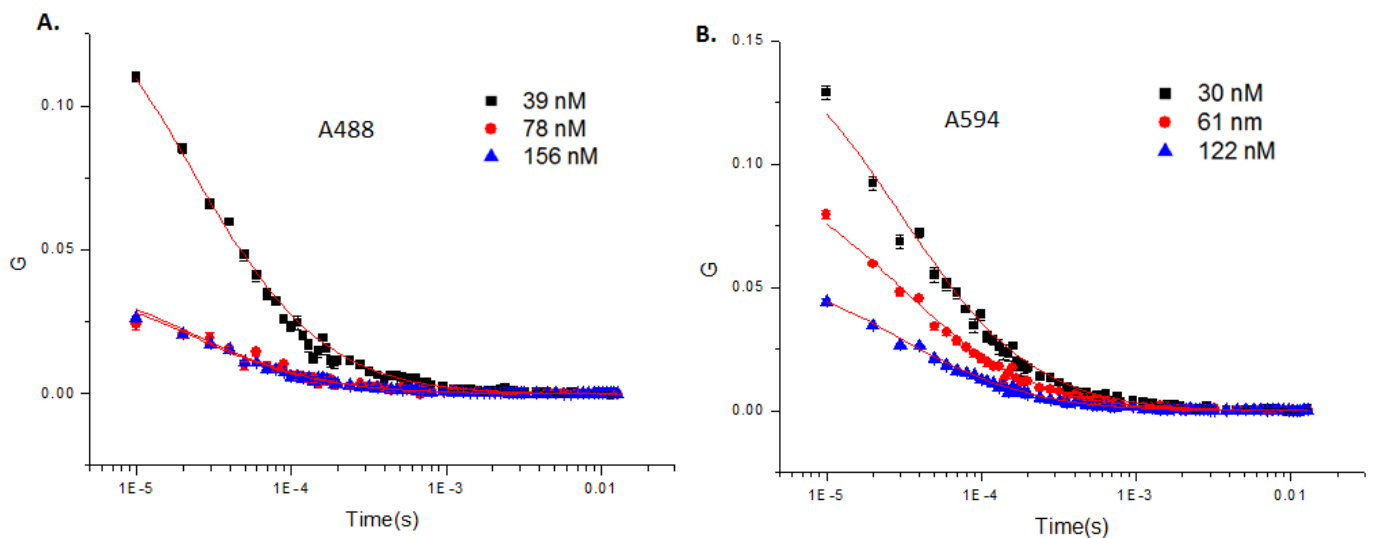 A.
G
0.10
0.05
0.00
A488
39 nM
78 nM
156 nM
1E-5
1E-4
1E-3
0.01
Time(s)
B.
G
0.15
0.10
0.05
0.00
A594
30 nM
61 nm
122 nM
1E-5
1E-4
1E-3
0.01
Time(s)